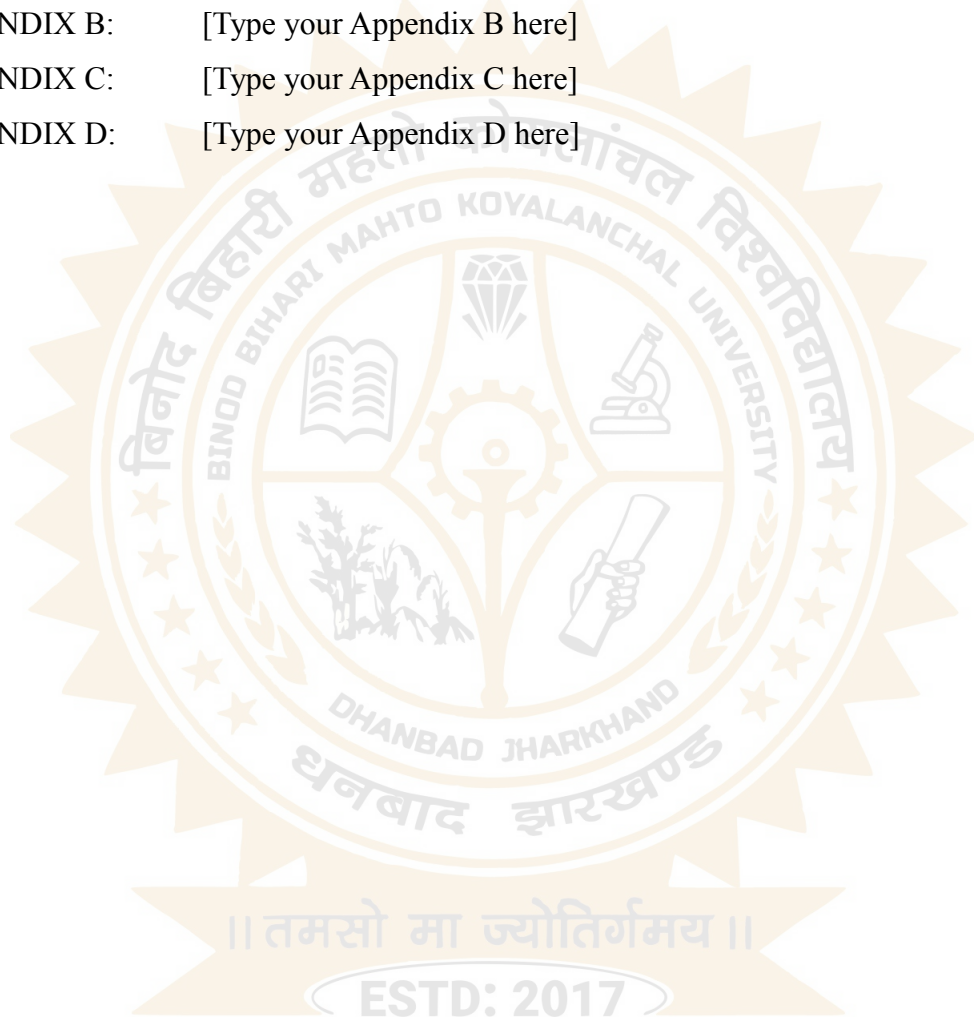 NDIX B: [Type your Appendix B here]
NDIX C: [Type your Appendix C here]
NDIX D: [Type your Appendix D here]
बिनोद बिहारी महतो कोयलांचल विश्वविद्यालय
BINOD BIHARI MAHTO KOYALANCHAL UNIVERSITY
DHANBAD JHARKHAND
धनबाद झारखण्ड
||तमसो मा ज्योतिर्गमय||
ESTD: 2017